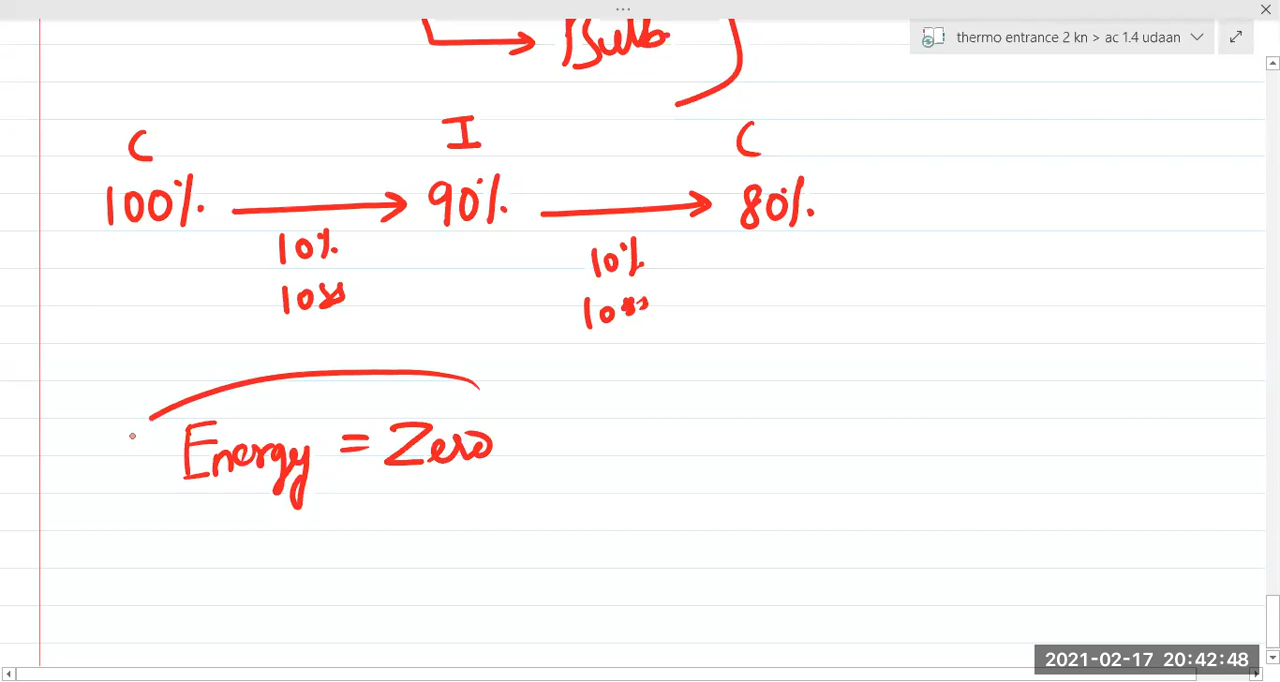 ...
thermo entrance 2 kn > ac 1.4 udaan
Bulb
C I C
100% 90% 80%
10% 10%
loss loss
Energy = Zero
2021-02-17 20:42:48